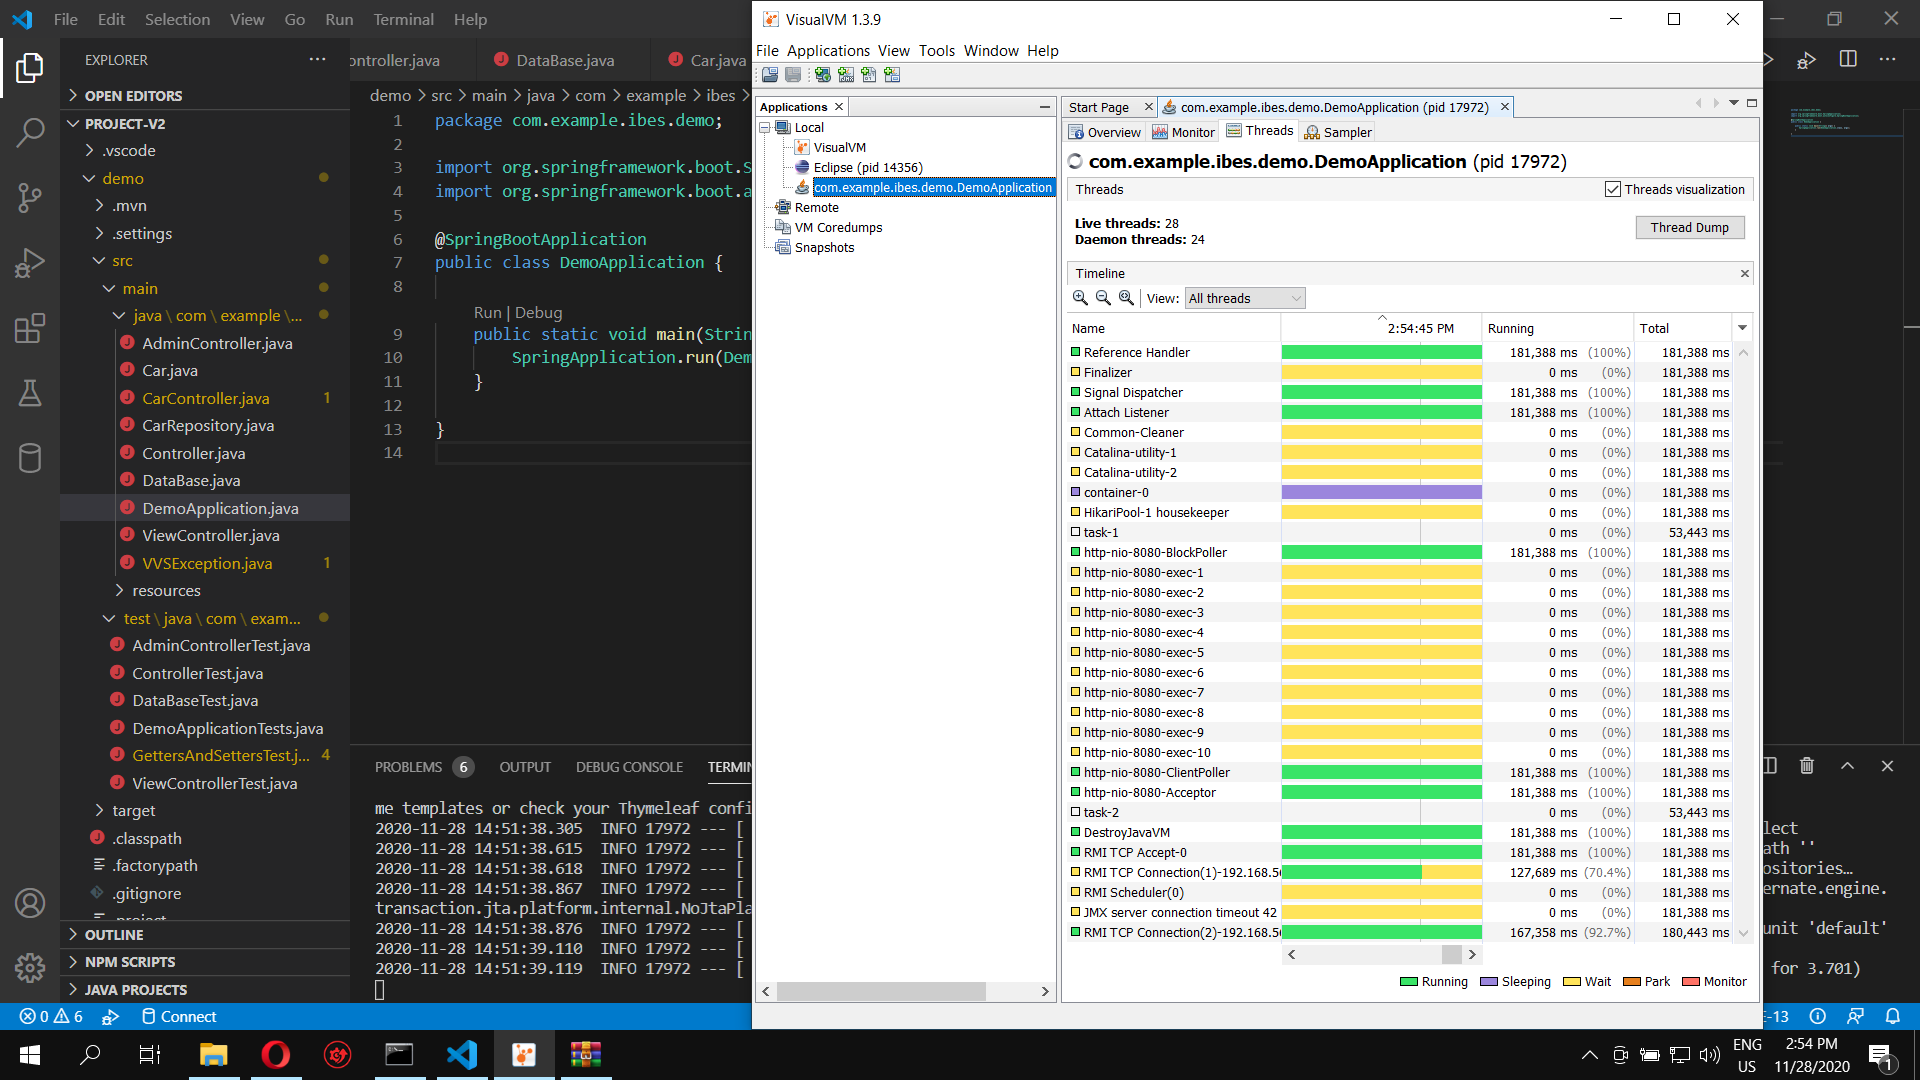 File Edit Selection View Go Run Terminal Help
EXPLORER
OPEN EDITORS
PROJECT-V2
.vscode
demo
.mvn
.settings
src
main
java \ com \ example \...
AdminController.java
Car.java
CarController.java 1
CarRepository.java
Controller.java
DataBase.java
DemoApplication.java
ViewController.java
VVSException.java 1
resources
test \ java \ com \ exam...
AdminControllerTest.java
ControllerTest.java
DataBaseTest.java
DemoApplicationTests.java
GettersAndSettersTest.j... 4
ViewControllerTest.java
target
.classpath
.factorypath
.gitignore
.project
OUTLINE
NPM SCRIPTS
JAVA PROJECTS
ontroller.java DataBase.java Car.java
demo > src > main > java > com > example > ibes >
1 package com.example.ibes.demo;
2
3 import org.springframework.boot.S
4 import org.springframework.boot.a
5
6 @SpringBootApplication
7 public class DemoApplication {
8
Run | Debug
9 public static void main(Strin
10 SpringApplication.run(Dem
11 }
12
13 }
14
PROBLEMS 6 OUTPUT DEBUG CONSOLE TERMIN
me templates or check your Thymeleaf confi
2020-11-28 14:51:38.305 INFO 17972 --- [
2020-11-28 14:51:38.615 INFO 17972 --- [
2020-11-28 14:51:38.618 INFO 17972 --- [
2020-11-28 14:51:38.867 INFO 17972 --- [
transaction.jta.platform.internal.NoJtaPla
2020-11-28 14:51:38.876 INFO 17972 --- [
2020-11-28 14:51:39.110 INFO 17972 --- [
2020-11-28 14:51:39.119 INFO 17972 --- [
VisualVM 1.3.9
File Applications View Tools Window Help
Applications
Local
VisualVM
Eclipse (pid 14356)
com.example.ibes.demo.DemoApplication
Remote
VM Coredumps
Snapshots
Start Page com.example.ibes.demo.DemoApplication (pid 17972)
Overview Monitor Threads Sampler
com.example.ibes.demo.DemoApplication (pid 17972)
Threads Threads visualization
Live threads: 28
Daemon threads: 24
Thread Dump
Timeline
View: All threads
Name 2:54:45 PM Running Total
Reference Handler 181,388 ms (100%) 181,388 ms
Finalizer 0 ms (0%) 181,388 ms
Signal Dispatcher 181,388 ms (100%) 181,388 ms
Attach Listener 181,388 ms (100%) 181,388 ms
Common-Cleaner 0 ms (0%) 181,388 ms
Catalina-utility-1 0 ms (0%) 181,388 ms
Catalina-utility-2 0 ms (0%) 181,388 ms
container-0 0 ms (0%) 181,388 ms
HikariPool-1 housekeeper 0 ms (0%) 181,388 ms
task-1 0 ms (0%) 53,443 ms
http-nio-8080-BlockPoller 181,388 ms (100%) 181,388 ms
http-nio-8080-exec-1 0 ms (0%) 181,388 ms
http-nio-8080-exec-2 0 ms (0%) 181,388 ms
http-nio-8080-exec-3 0 ms (0%) 181,388 ms
http-nio-8080-exec-4 0 ms (0%) 181,388 ms
http-nio-8080-exec-5 0 ms (0%) 181,388 ms
http-nio-8080-exec-6 0 ms (0%) 181,388 ms
http-nio-8080-exec-7 0 ms (0%) 181,388 ms
http-nio-8080-exec-8 0 ms (0%) 181,388 ms
http-nio-8080-exec-9 0 ms (0%) 181,388 ms
http-nio-8080-exec-10 0 ms (0%) 181,388 ms
http-nio-8080-ClientPoller 181,388 ms (100%) 181,388 ms
http-nio-8080-Acceptor 181,388 ms (100%) 181,388 ms
task-2 0 ms (0%) 53,443 ms
DestroyJavaVM 181,388 ms (100%) 181,388 ms
RMI TCP Accept-0 181,388 ms (100%) 181,388 ms
RMI TCP Connection(1)-192.168.56 127,689 ms (70.4%) 181,388 ms
RMI Scheduler(0) 0 ms (0%) 181,388 ms
JMX server connection timeout 42 0 ms (0%) 181,388 ms
RMI TCP Connection(2)-192.168.56 167,358 ms (92.7%) 180,443 ms
Running Sleeping Wait Park Monitor
lect
ath ''
ositories…
ernate.engine.
unit 'default'
for 3.701)
0 6 Connect
E-13
ENG
US
2:54 PM
11/28/2020
1